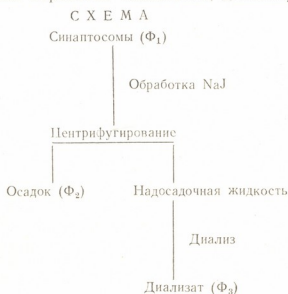 СХЕМА
Синаптосомы (Ф₁)
Обработка NaJ
Центрифугирование
Осадок (Ф₂) Надосадочная жидкость
Диализ
Диализат (Ф₃)